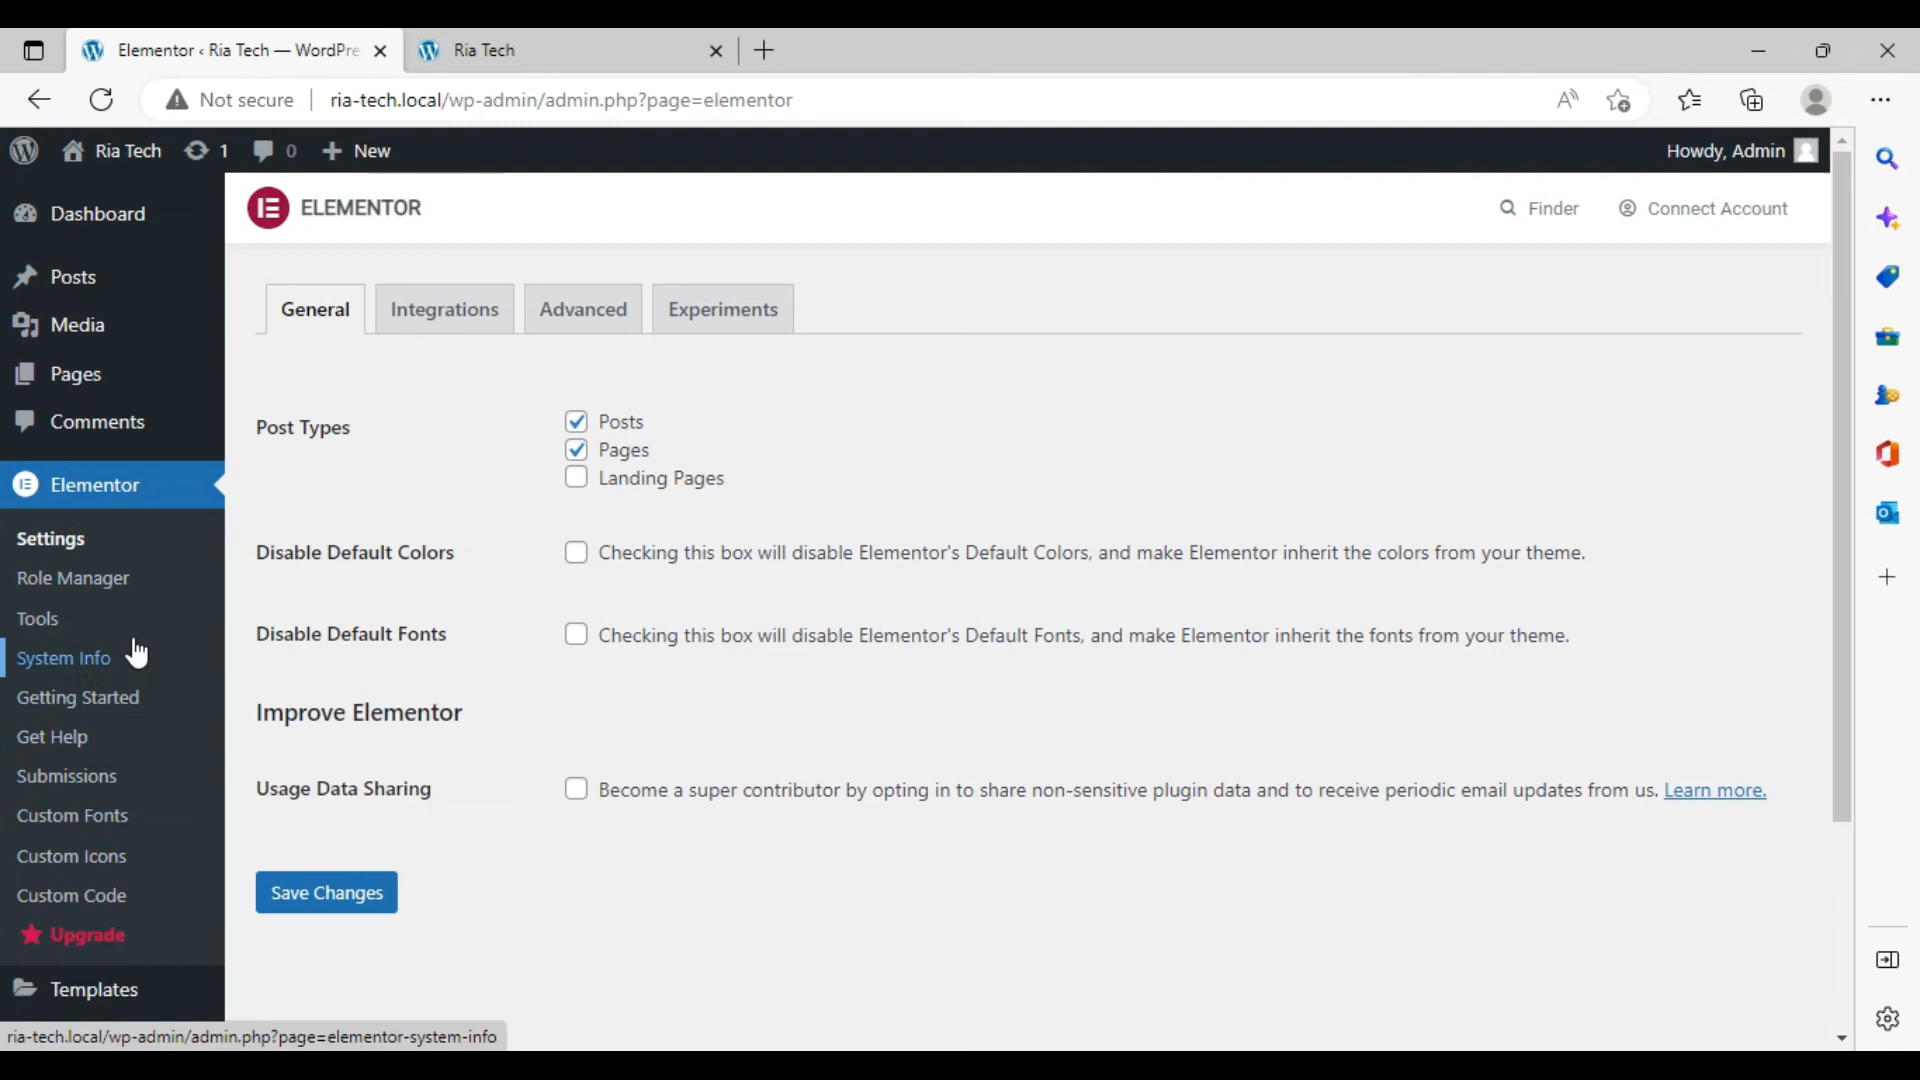 Elementor ‹ Ria Tech — WordPre
Ria Tech
Not secure
ria-tech.local/wp-admin/admin.php?page=elementor
Ria Tech
1
0
New
Howdy, Admin
Dashboard
Posts
Media
Pages
Comments
Elementor
Settings
Role Manager
Tools
System Info
Getting Started
Get Help
Submissions
Custom Fonts
Custom Icons
Custom Code
Upgrade
Templates
ELEMENTOR
Finder
Connect Account
General
Integrations
Advanced
Experiments
Post Types
Posts
Pages
Landing Pages
Disable Default Colors
Checking this box will disable Elementor's Default Colors, and make Elementor inherit the colors from your theme.
Disable Default Fonts
Checking this box will disable Elementor's Default Fonts, and make Elementor inherit the fonts from your theme.
Improve Elementor
Usage Data Sharing
Become a super contributor by opting in to share non-sensitive plugin data and to receive periodic email updates from us. Learn more.
Save Changes
ria-tech.local/wp-admin/admin.php?page=elementor-system-info